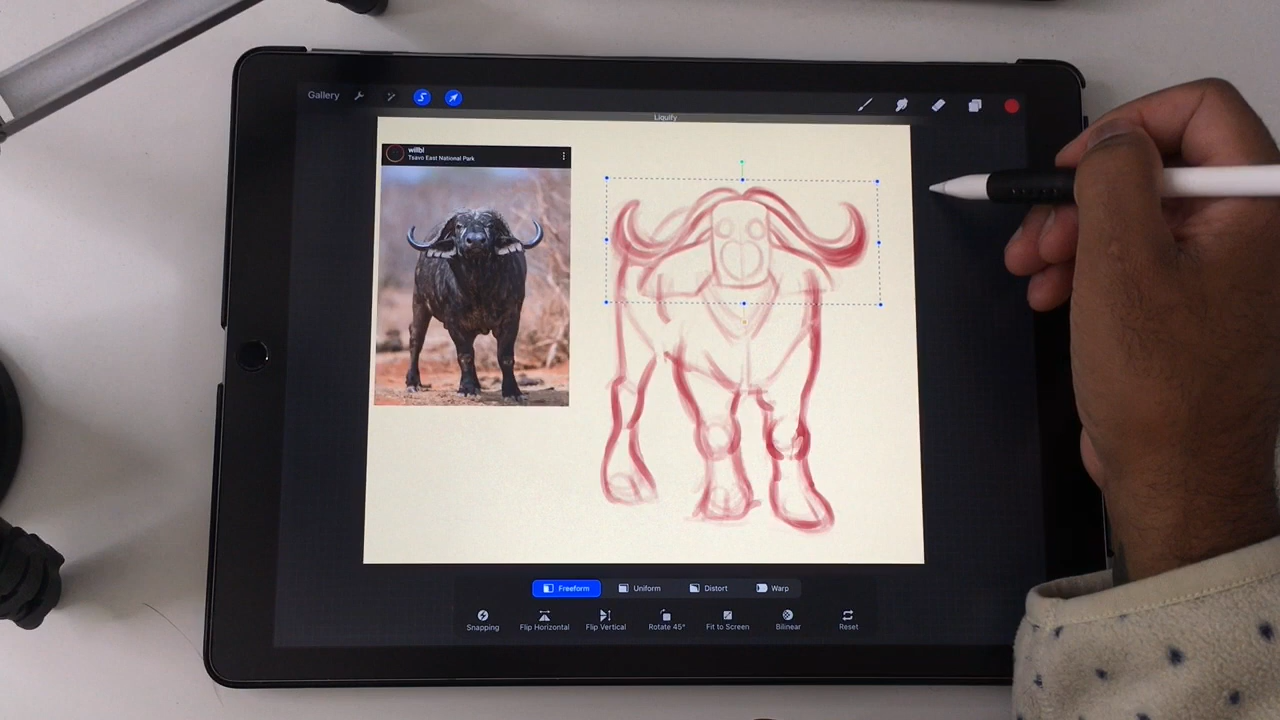 Gallery
Liquify
willbl
Tsavo East National Park
Freeform
Uniform
Distort
Warp
Snapping
Flip Horizontal
Flip Vertical
Rotate 45°
Fit to Screen
Bilinear
Reset